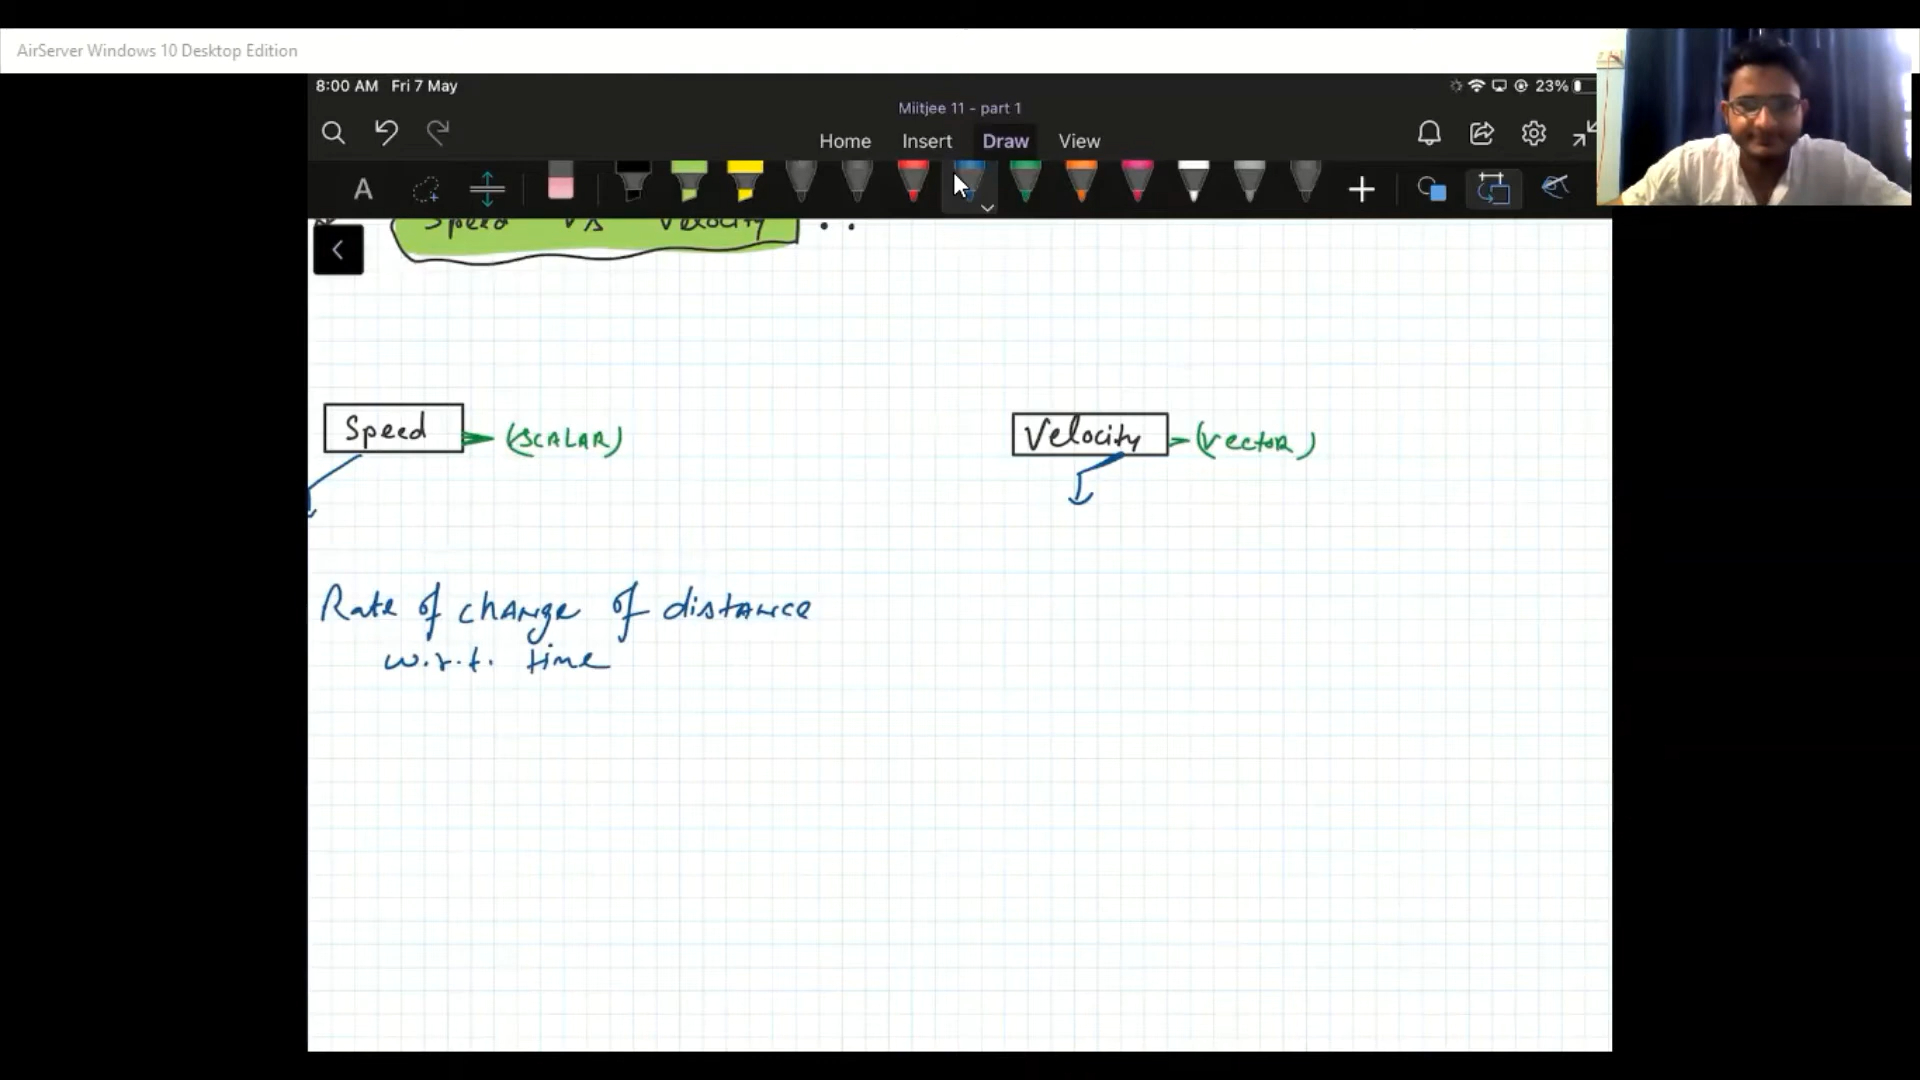 AirServer Windows 10 Desktop Edition
8:00 AM Fri 7 May
23%
Miitjee 11 - part 1
Home Insert Draw View
A
Speed Vs Velocity
Speed (SCALAR)
Velocity (VECTOR)
Rate of change of distance
w.r.t. time